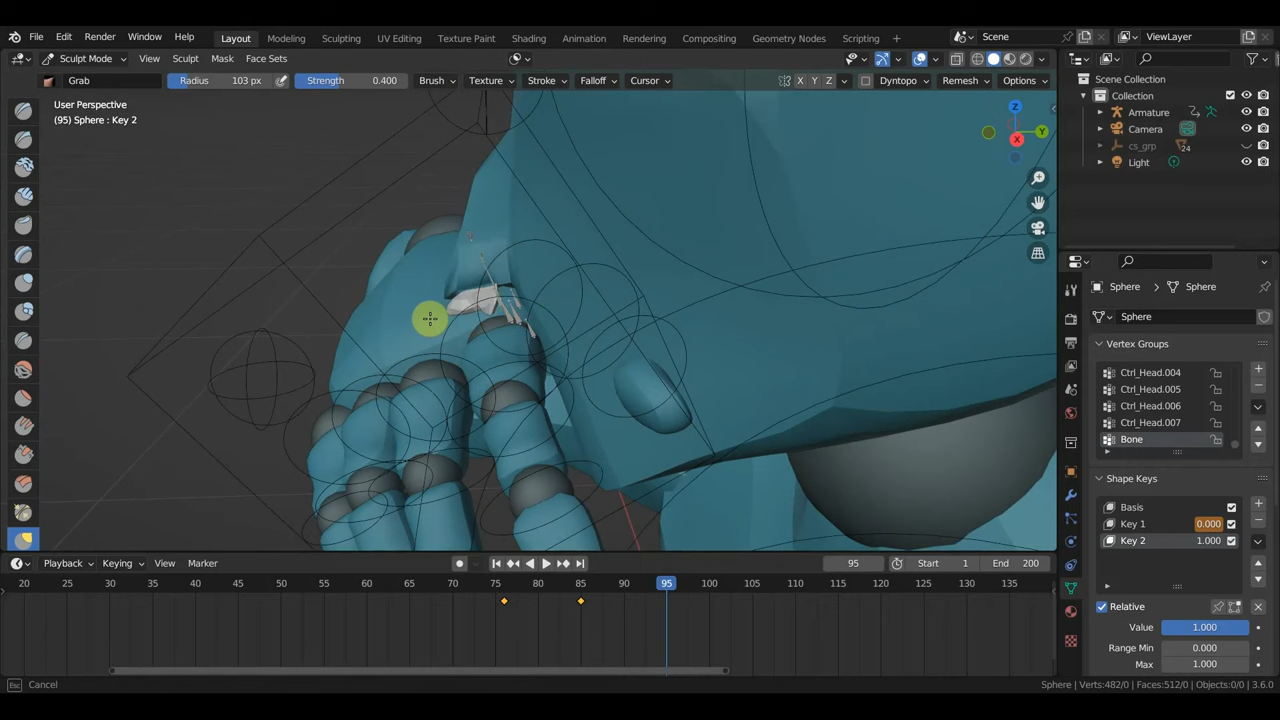 File Edit Render Window Help Layout Modeling Sculpting UV Editing Texture Paint Shading Animation Rendering Compositing Geometry Nodes Scripting + Scene ViewLayer
Sculpt Mode View Sculpt Mask Face Sets
Grab Radius 103 px Strength 0.400 Brush Texture Stroke Falloff Cursor X Y Z Dyntopo Remesh Options
Scene Collection
Collection
Armature
Camera
cs_grp 24
Light
User Perspective
(95) Sphere : Key 2
Z
Y
X
Sphere Sphere
Sphere
Vertex Groups
Ctrl_Head.004
Ctrl_Head.005
Ctrl_Head.006
Ctrl_Head.007
Bone
Shape Keys
Basis
Key 1 0.000
Key 2 1.000
Relative
Value 1.000
Range Min 0.000
Max 1.000
Playback Keying View Marker 95 Start 1 End 200
20 25 30 35 40 45 50 55 60 65 70 75 80 85 90 95 100 105 110 115 120 125 130 135
Esc Cancel Sphere | Verts:482/0 | Faces:512/0 | Objects:0/0 | 3.6.0